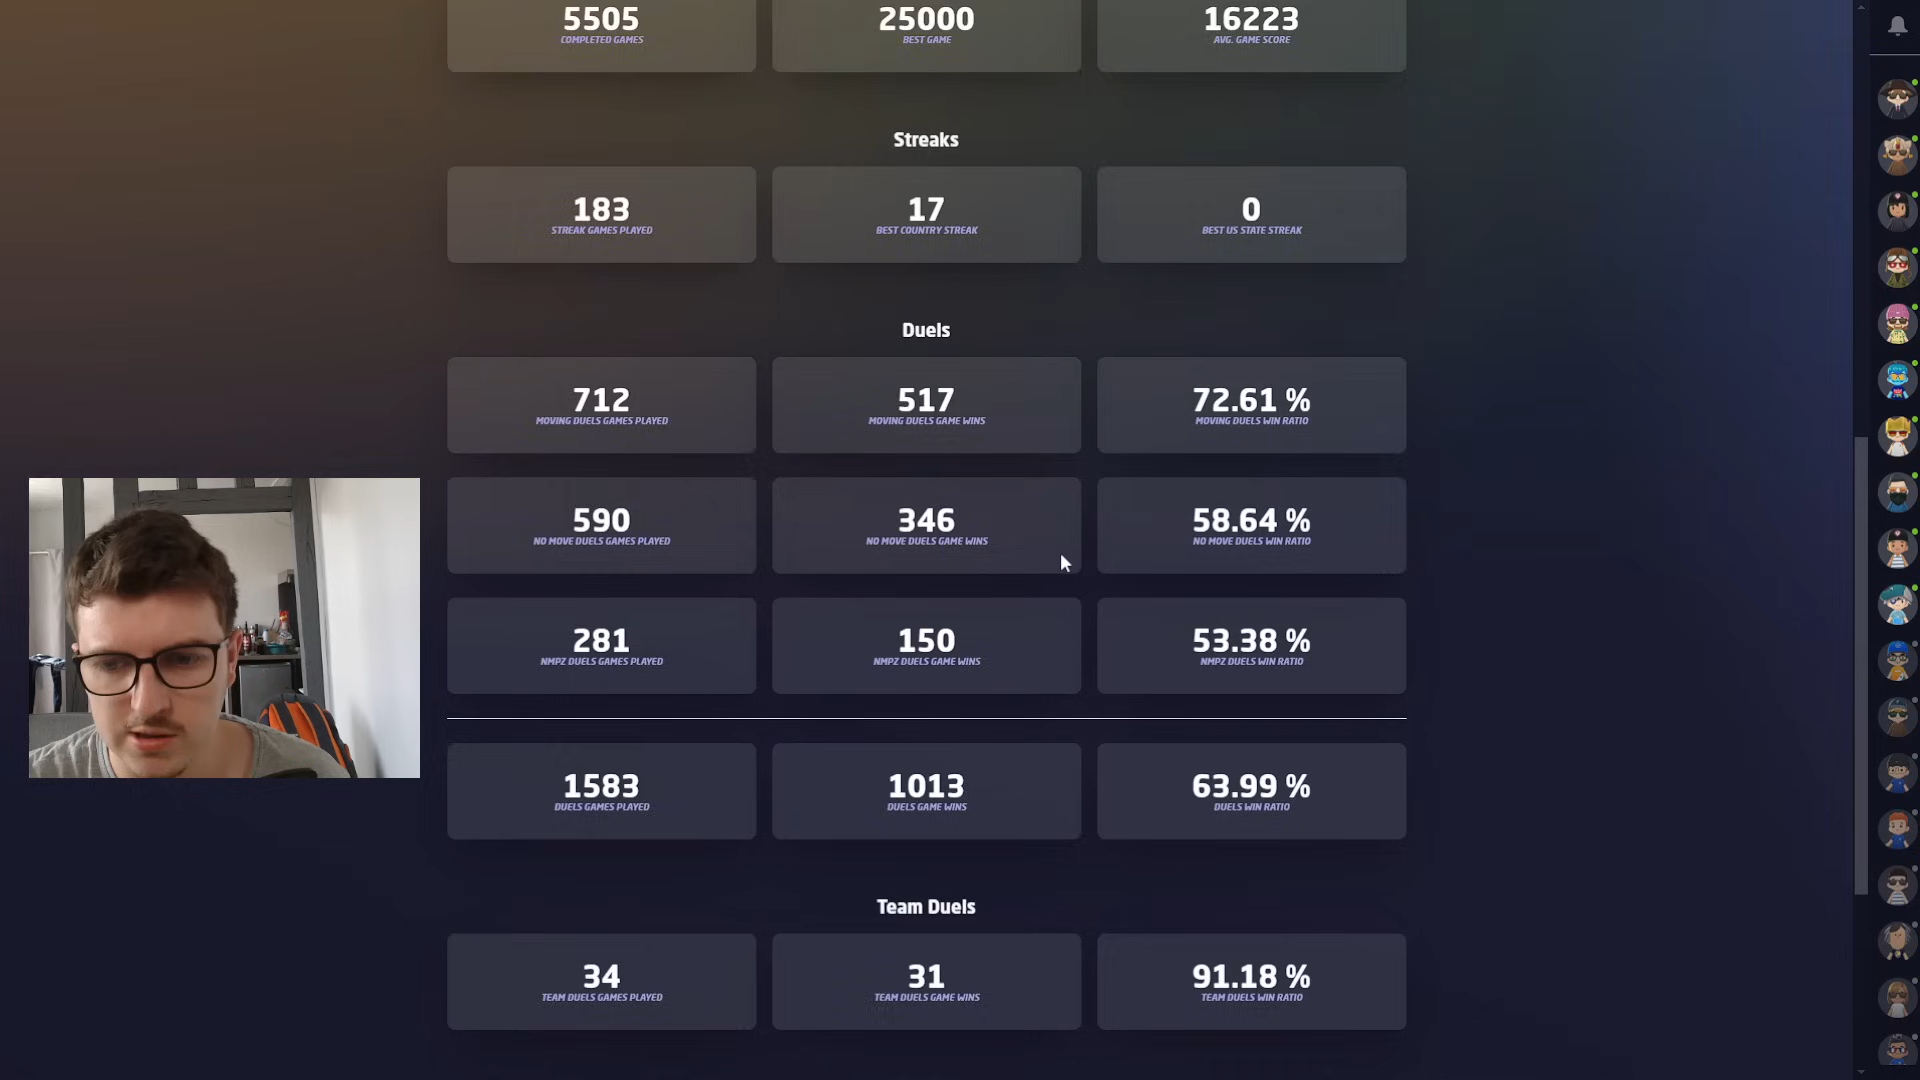 5505
COMPLETED GAMES
25000
BEST GAME
16223
AVG. GAME SCORE
Streaks
183
STREAK GAMES PLAYED
17
BEST COUNTRY STREAK
0
BEST US STATE STREAK
Duels
712
MOVING DUELS GAMES PLAYED
517
MOVING DUELS GAME WINS
72.61 %
MOVING DUELS WIN RATIO
590
NO MOVE DUELS GAMES PLAYED
346
NO MOVE DUELS GAME WINS
58.64 %
NO MOVE DUELS WIN RATIO
281
NMPZ DUELS GAMES PLAYED
150
NMPZ DUELS GAME WINS
53.38 %
NMPZ DUELS WIN RATIO
1583
DUELS GAMES PLAYED
1013
DUELS GAME WINS
63.99 %
DUELS WIN RATIO
Team Duels
34
TEAM DUELS GAMES PLAYED
31
TEAM DUELS GAME WINS
91.18 %
TEAM DUELS WIN RATIO